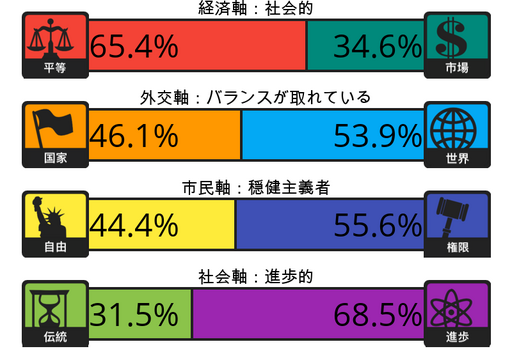 経済軸：社会的
65.4% 34.6%
平等 市場
外交軸：バランスが取れている
46.1% 53.9%
国家 世界
市民軸：穏健主義者
44.4% 55.6%
自由 権限
社会軸：進歩的
31.5% 68.5%
伝統 進歩